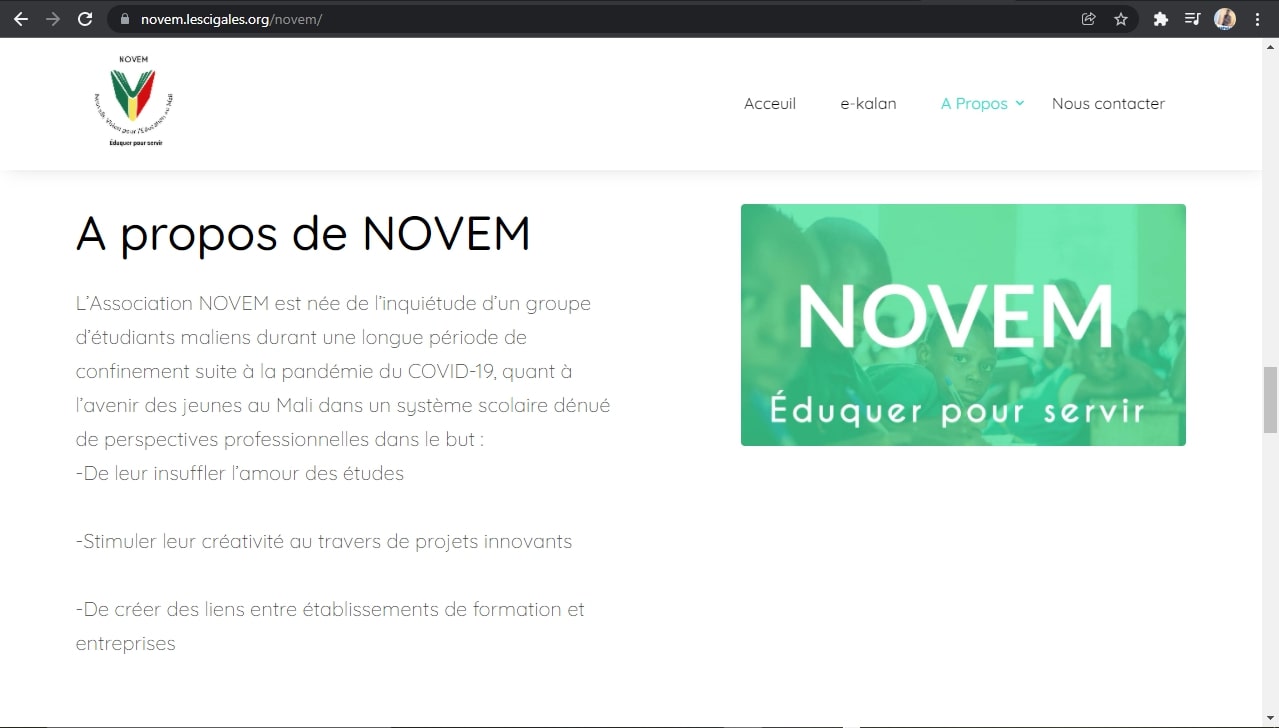 novem.lescigales.org/novem/
NOVEM
Nouvelle Vision pour l'Éducation au Mali
Éduquer pour servir
Acceuil
e-kalan
A Propos
Nous contacter
A propos de NOVEM
L'Association NOVEM est née de l'inquiétude d'un groupe
d'étudiants maliens durant une longue période de
confinement suite à la pandémie du COVID-19, quant à
l'avenir des jeunes au Mali dans un système scolaire dénué
de perspectives professionnelles dans le but :
-De leur insuffler l'amour des études
-Stimuler leur créativité au travers de projets innovants
-De créer des liens entre établissements de formation et
entreprises
NOVEM
Éduquer pour servir